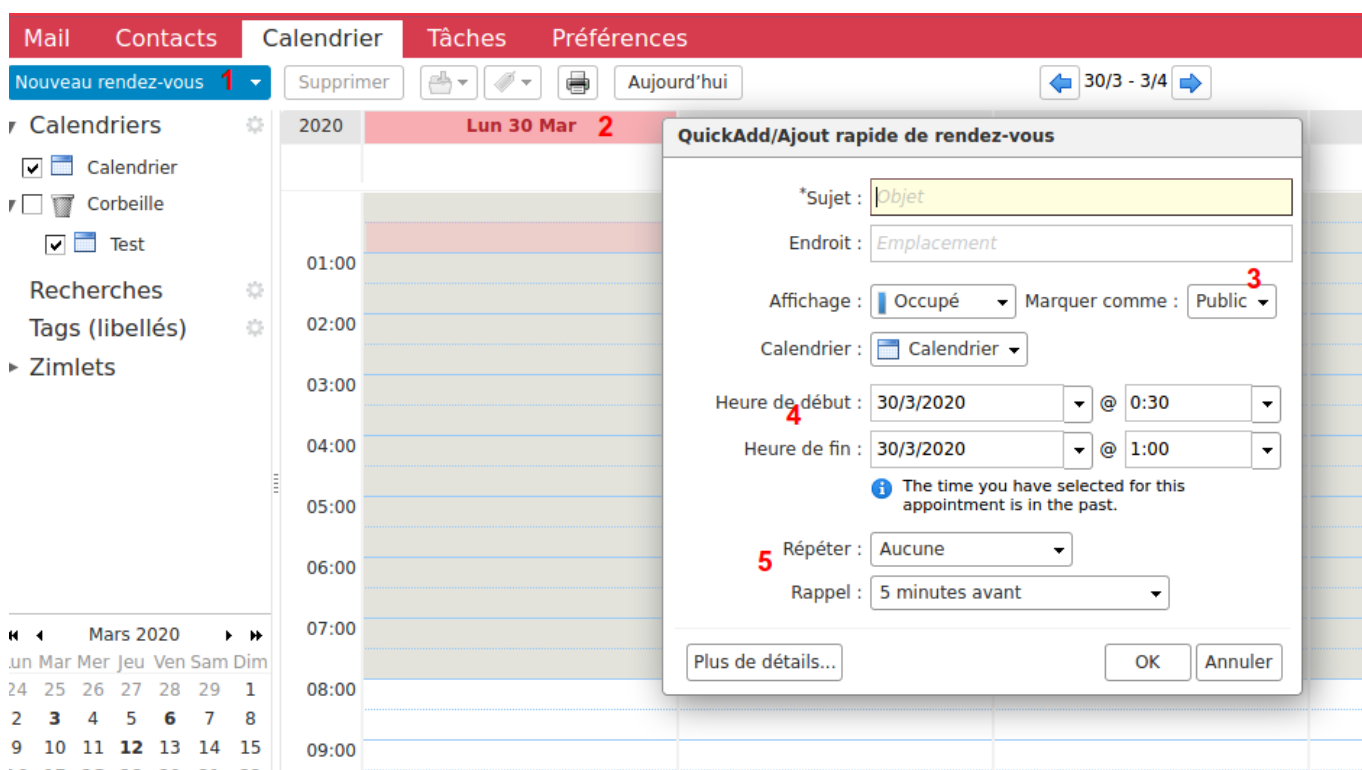 Mail Contacts Calendrier Tâches Préférences
Nouveau rendez-vous 1 Supprimer Aujourd'hui 30/3 - 3/4
Calendriers
Calendrier
Corbeille
Test
Recherches
Tags (libellés)
Zimlets
Mars 2020
Lun Mar Mer Jeu Ven Sam Dim
24 25 26 27 28 29 1
2 3 4 5 6 7 8
9 10 11 12 13 14 15
2020 Lun 30 Mar 2
01:00
02:00
03:00
04:00
05:00
06:00
07:00
08:00
09:00
QuickAdd/Ajout rapide de rendez-vous
*Sujet : Objet
Endroit : Emplacement
3
Affichage : Occupé Marquer comme : Public
Calendrier : Calendrier
Heure de début : 30/3/2020 @ 0:30
4
Heure de fin : 30/3/2020 @ 1:00
The time you have selected for this
appointment is in the past.
Répéter : Aucune
5
Rappel : 5 minutes avant
Plus de détails... OK Annuler